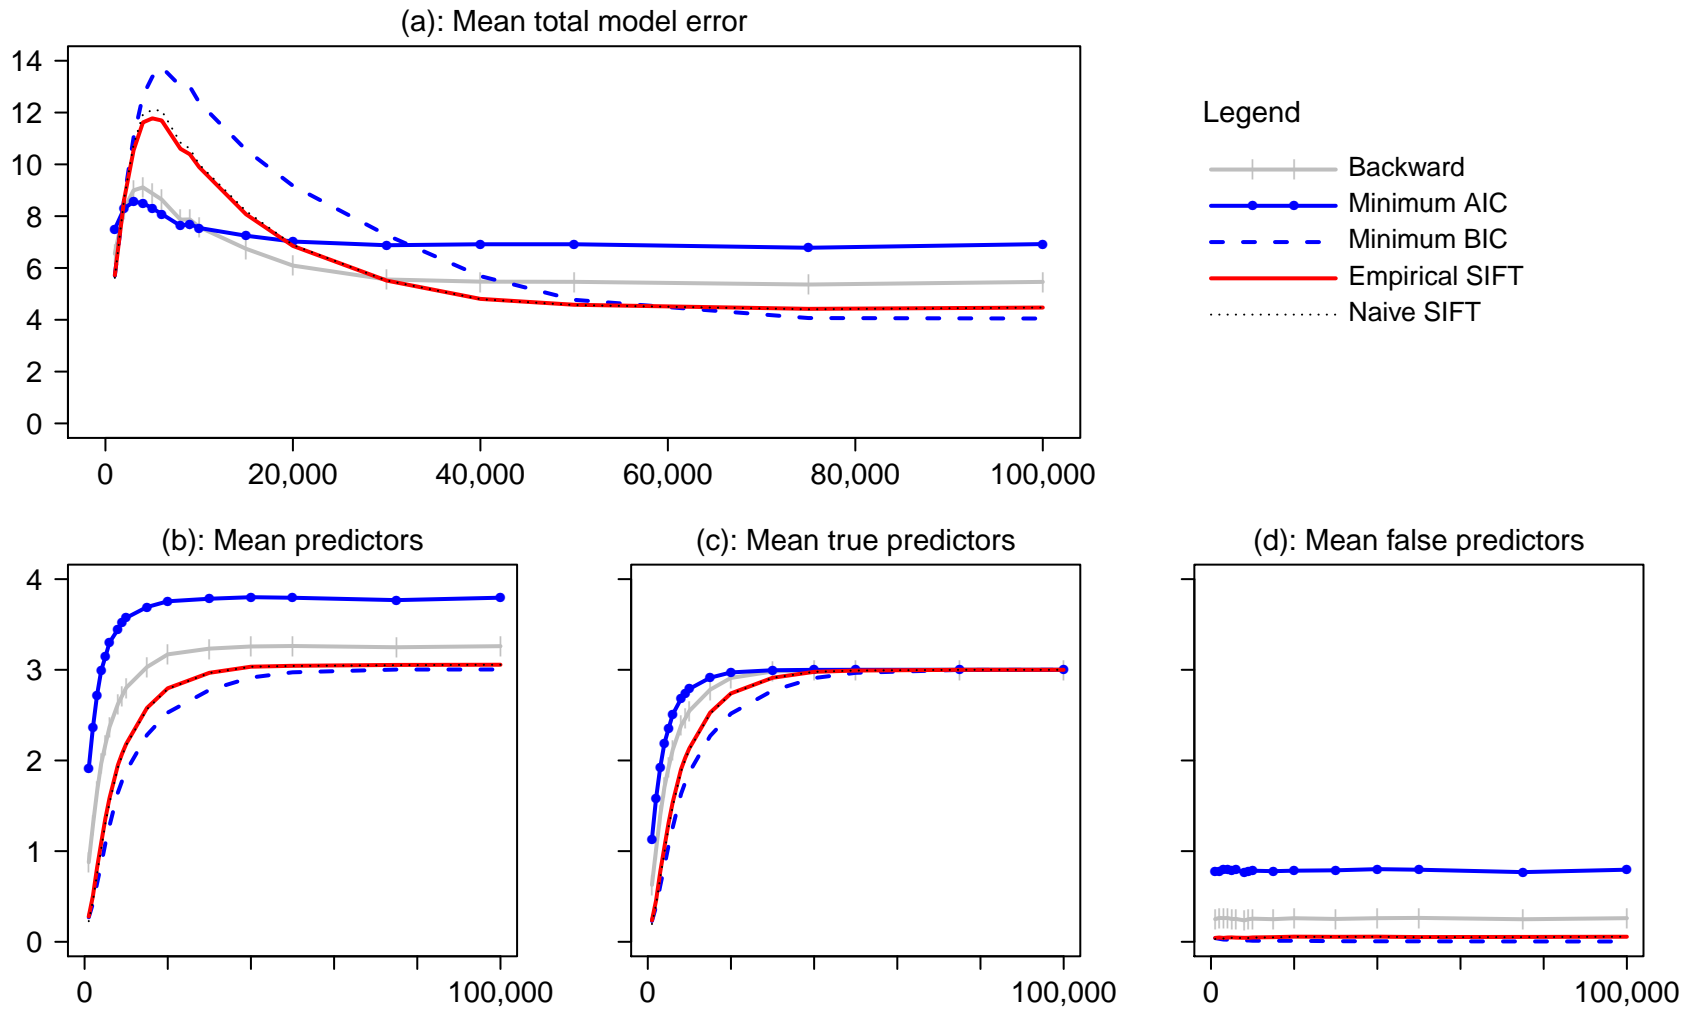 (a): Mean total model error
14
12
10
8
6
4
2
0
0 20,000 40,000 60,000 80,000 100,000
Legend
Backward
Minimum AIC
Minimum BIC
Empirical SIFT
Naive SIFT
(b): Mean predictors
4
3
2
1
0
0 100,000
(c): Mean true predictors
0 100,000
(d): Mean false predictors
0 100,000